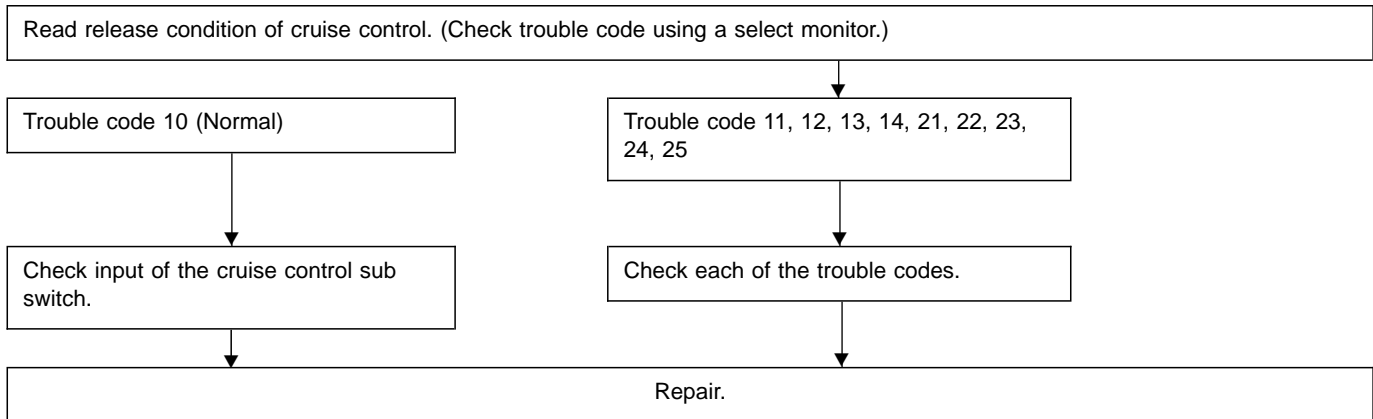 Read release condition of cruise control. (Check trouble code using a select monitor.)
Trouble code 10 (Normal)
Trouble code 11, 12, 13, 14, 21, 22, 23,
24, 25
Check input of the cruise control sub
switch.
Check each of the trouble codes.
Repair.